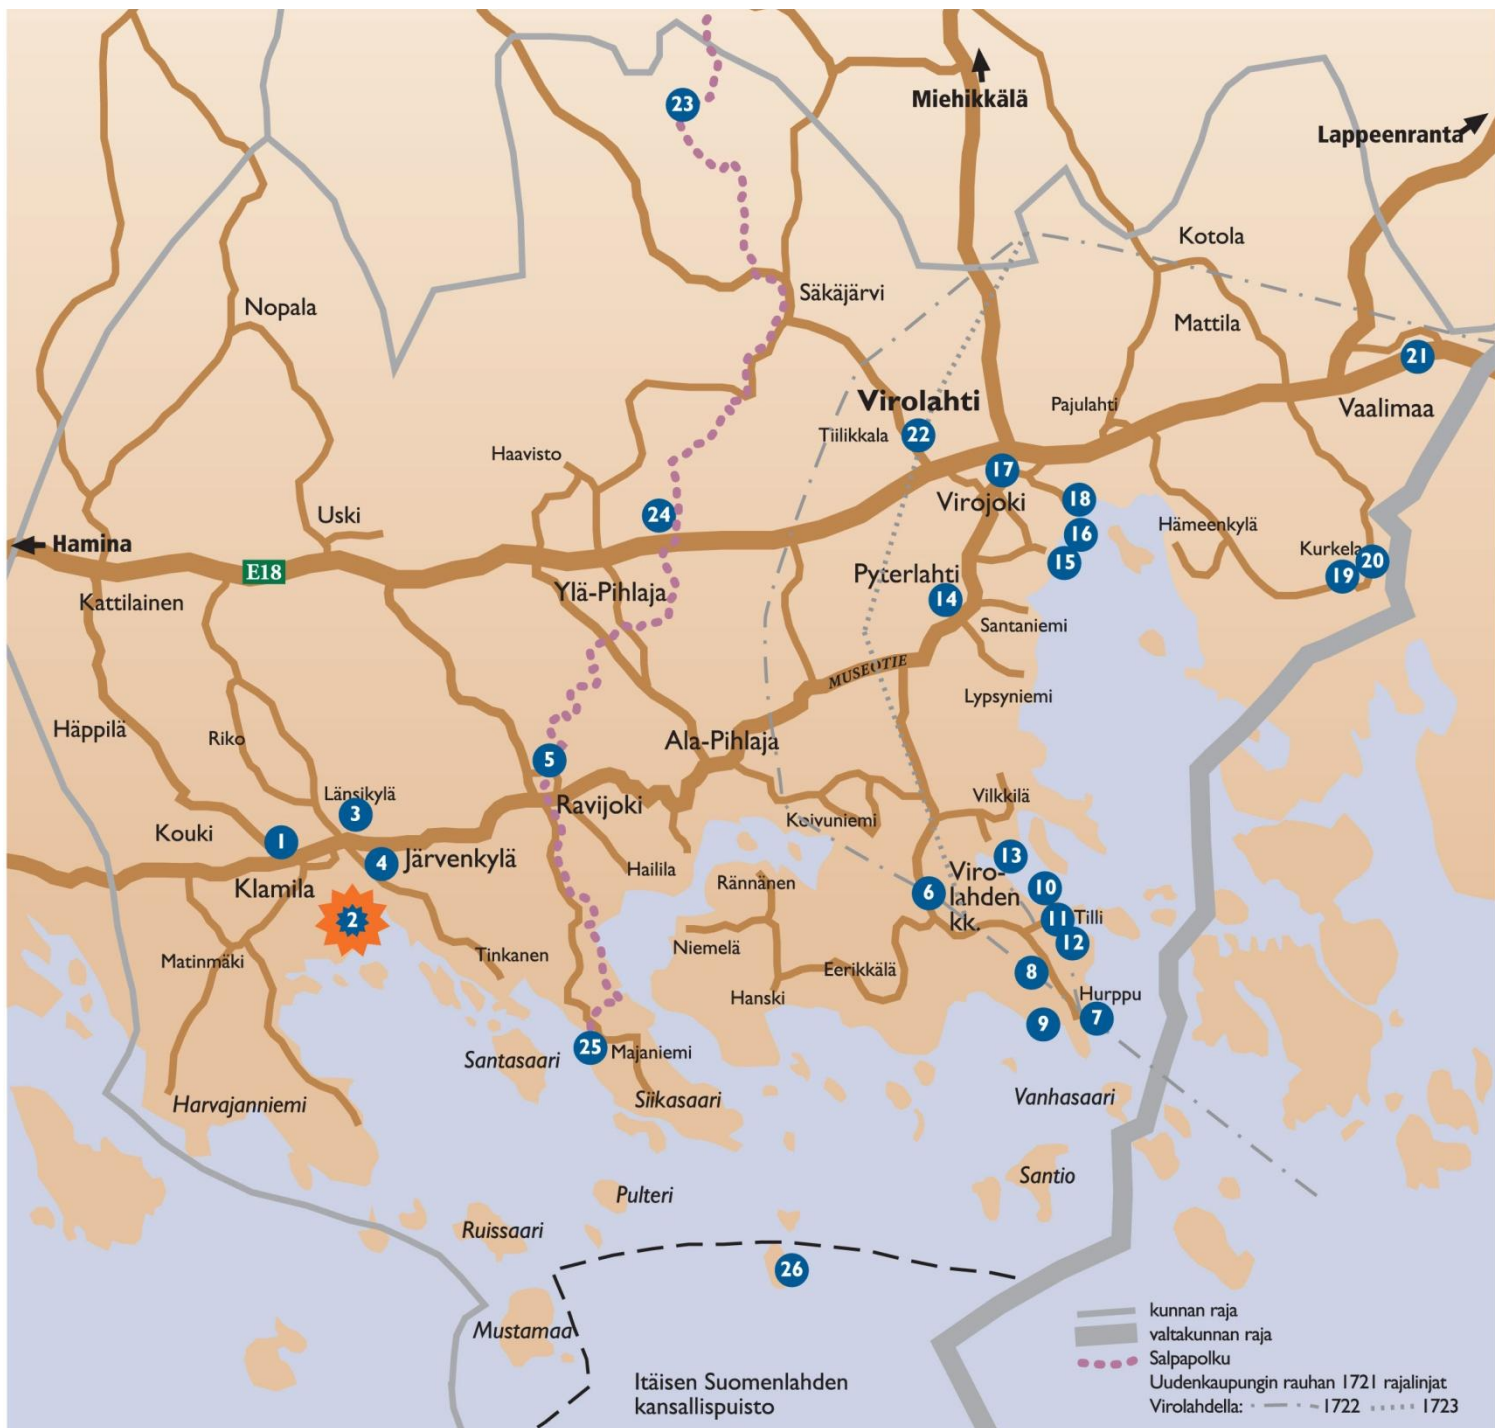 23
Miehikkälä
Lappeenranta
Kotola
Nopala
Säkäjärvi
Mattila
21
Virolahti
Pajulahti
Vaalimaa
Tiilikkala
22
Haavisto
17
Virojoki
18
24
Uski
Hämeenkylä
16
Hamina
Kurkela
20
15
19
E18
Kattilainen
Ylä-Pihlaja
Pyterlahti
14
Santaniemi
MUSEOTIE
Lypsyniemi
Häppilä
Riko
Ala-Pihlaja
5
Länsikylä
3
Ravijoki
Vilkkilä
Kouki
1
Koivuniemi
4
Järvenkylä
13
Hailila
Klamila
Rännänen
6
Viro-
lahden
kk.
10
2
11
Tilli
12
Niemelä
Matinmäki
Tinkanen
Eerikkälä
8
Hanski
Hurppu
9
7
25
Majaniemi
Santasaari
Siikasaari
Vanhasaari
Harvajanniemi
Santio
Pulteri
Ruissaari
26
Mustamaa
kunnan raja
valtakunnan raja
Salpapolku
Itäisen Suomenlahden
kansallispuisto
Uudenkaupungin rauhan 1721 rajalinjat
Virolahdella: 1722 1723